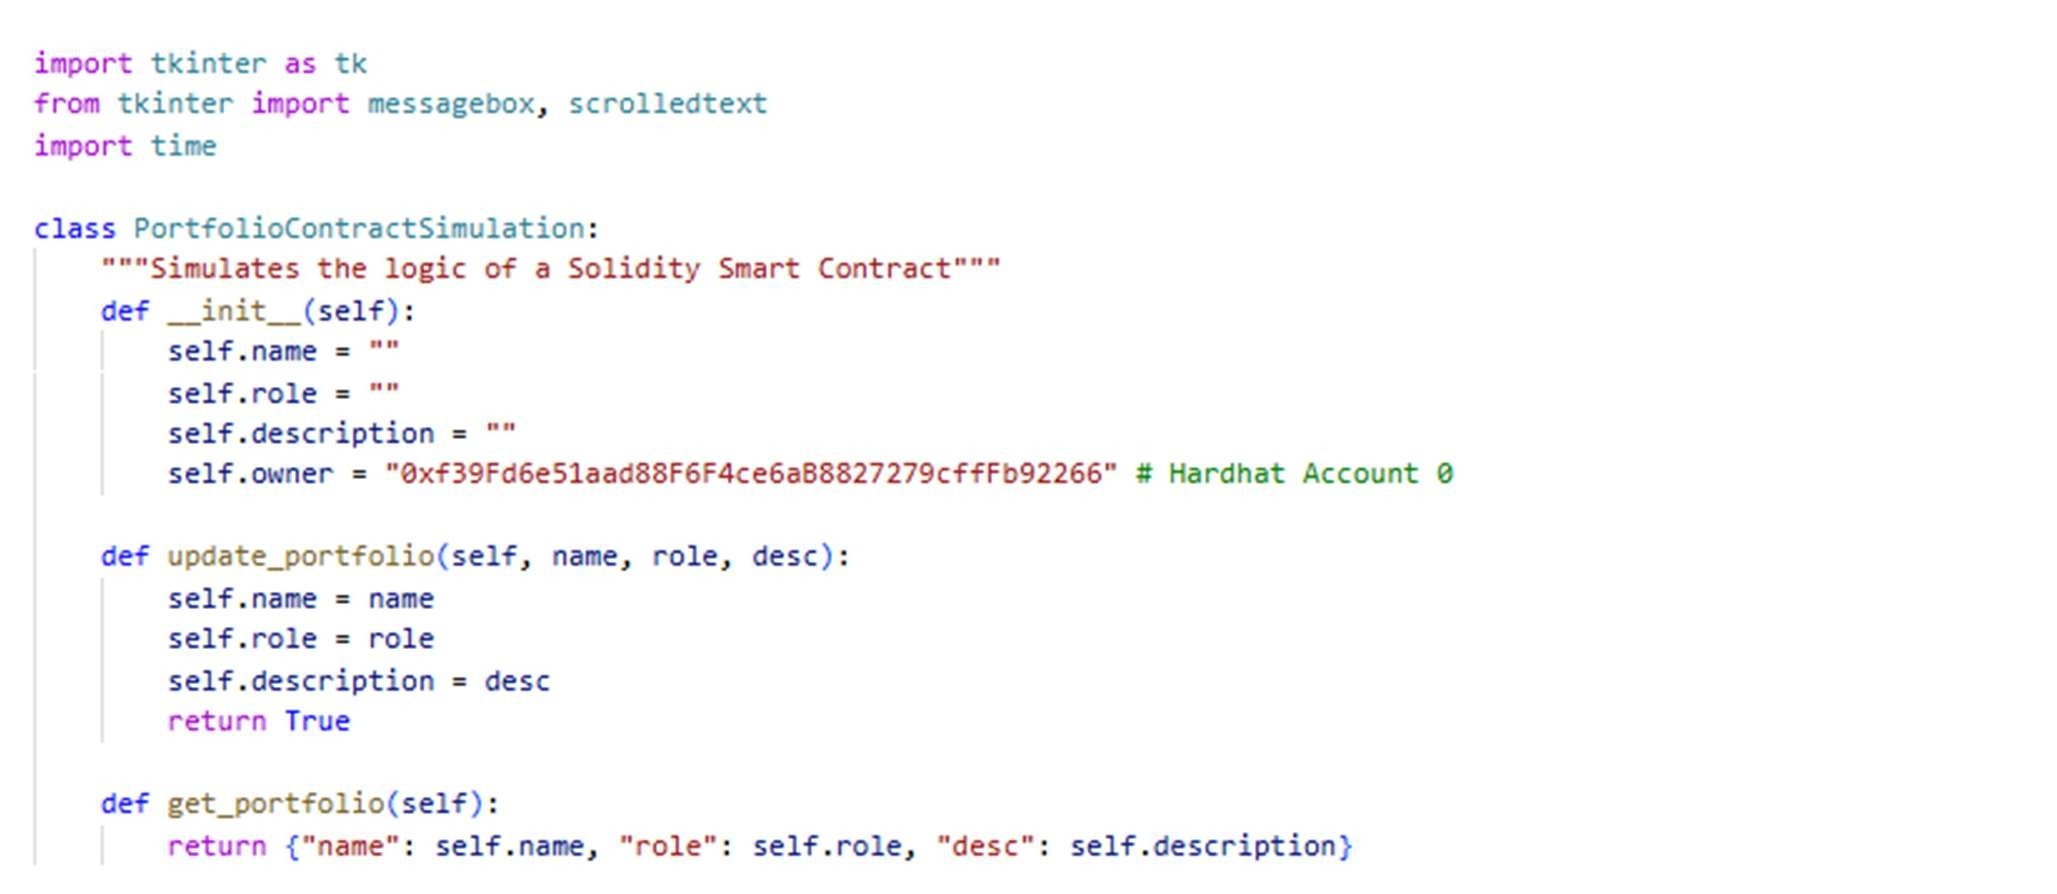 import tkinter as tk
from tkinter import messagebox, scrolledtext
import time

class PortfolioContractSimulation:
    """Simulates the logic of a Solidity Smart Contract"""
    def __init__(self):
        self.name = ""
        self.role = ""
        self.description = ""
        self.owner = "0xf39Fd6e51aad88F6F4ce6aB8827279cffFb92266" # Hardhat Account 0

    def update_portfolio(self, name, role, desc):
        self.name = name
        self.role = role
        self.description = desc
        return True

    def get_portfolio(self):
        return {"name": self.name, "role": self.role, "desc": self.description}